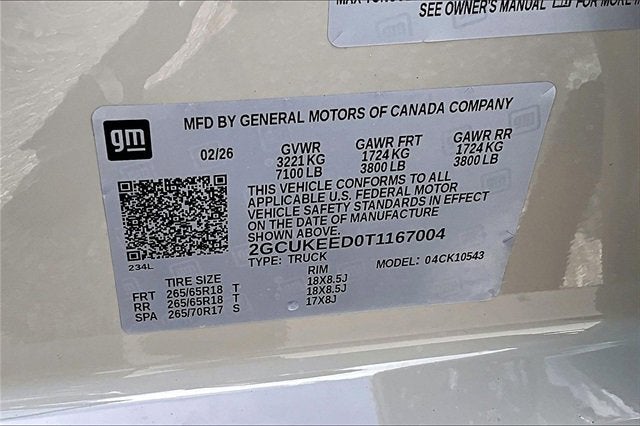 SEE OWNER'S MANUAL FOR MORE
gm
MFD BY GENERAL MOTORS OF CANADA COMPANY
02/26 GVWR GAWR FRT GAWR RR
3221 KG 1724 KG 1724 KG
7100 LB 3800 LB 3800 LB
THIS VEHICLE CONFORMS TO ALL
APPLICABLE U.S. FEDERAL MOTOR
VEHICLE SAFETY STANDARDS IN EFFECT
ON THE DATE OF MANUFACTURE
SHOWN ABOVE.
2GCUKEED0T1167004
234L TYPE: TRUCK MODEL: 04CK10543
TIRE SIZE RIM
FRT 265/65R18 T 18X8.5J
RR 265/65R18 T 18X8.5J
SPA 265/70R17 S 17X8J